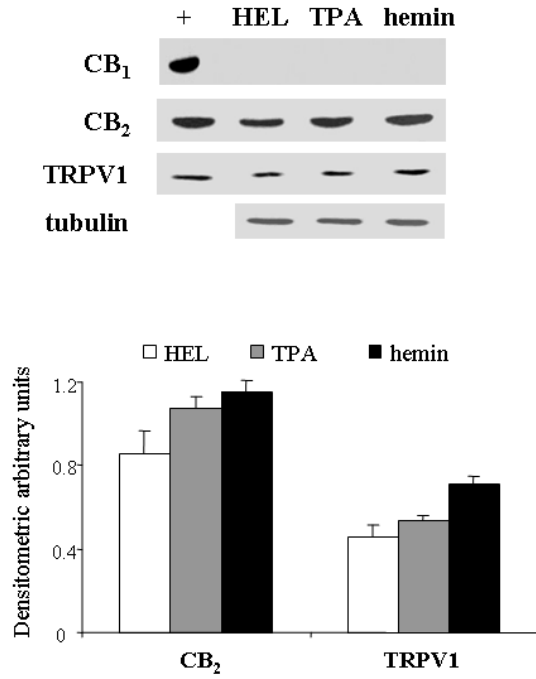 + HEL TPA hemin
CB₁
CB₂
TRPV1
tubulin
HEL TPA hemin
Densitometric arbitrary units
1.2
0.8
0.4
0
CB₂ TRPV1